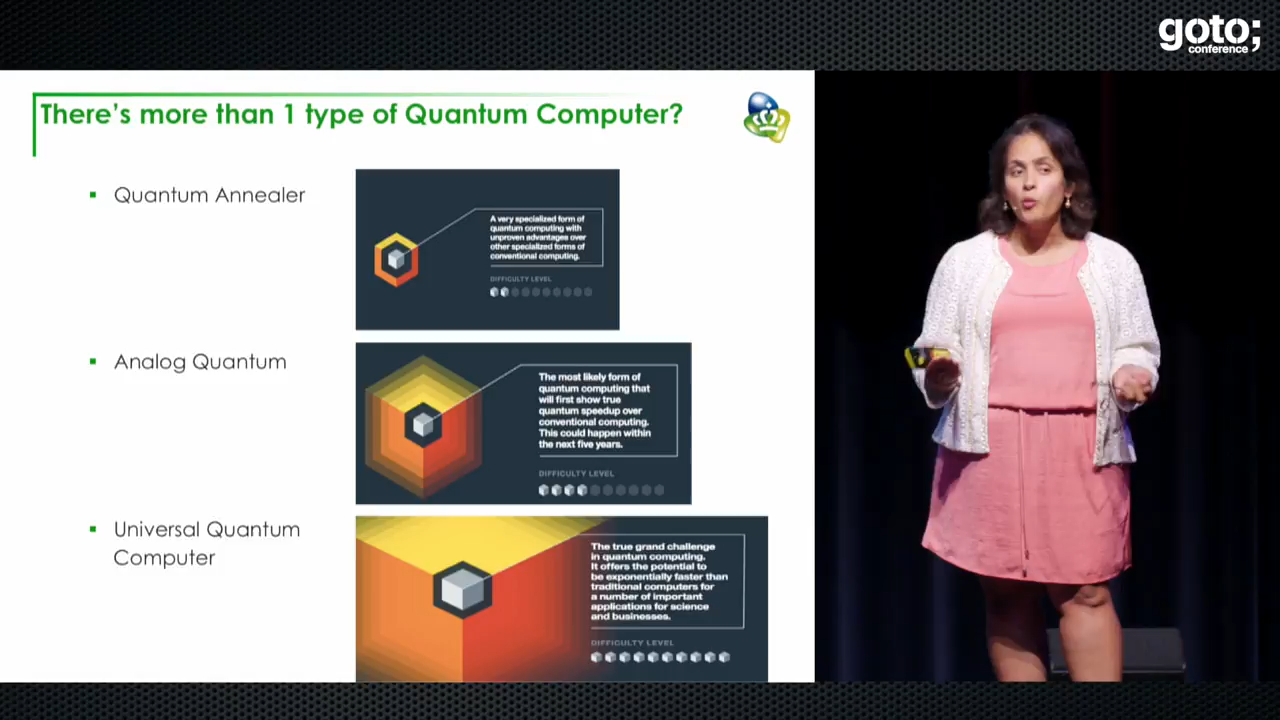 goto;
conference
There's more than 1 type of Quantum Computer?
▪ Quantum Annealer
A very specialized form of
quantum computing with
unproven advantages over
other specialized forms of
conventional computing.
DIFFICULTY LEVEL
▪ Analog Quantum
The most likely form of
quantum computing that
will first show true
quantum speedup over
conventional computing.
This could happen within
the next five years.
DIFFICULTY LEVEL
▪ Universal Quantum
Computer
The true grand challenge
in quantum computing.
It offers the potential to
be exponentially faster than
traditional computers for
a number of important
applications for science
and businesses.
DIFFICULTY LEVEL